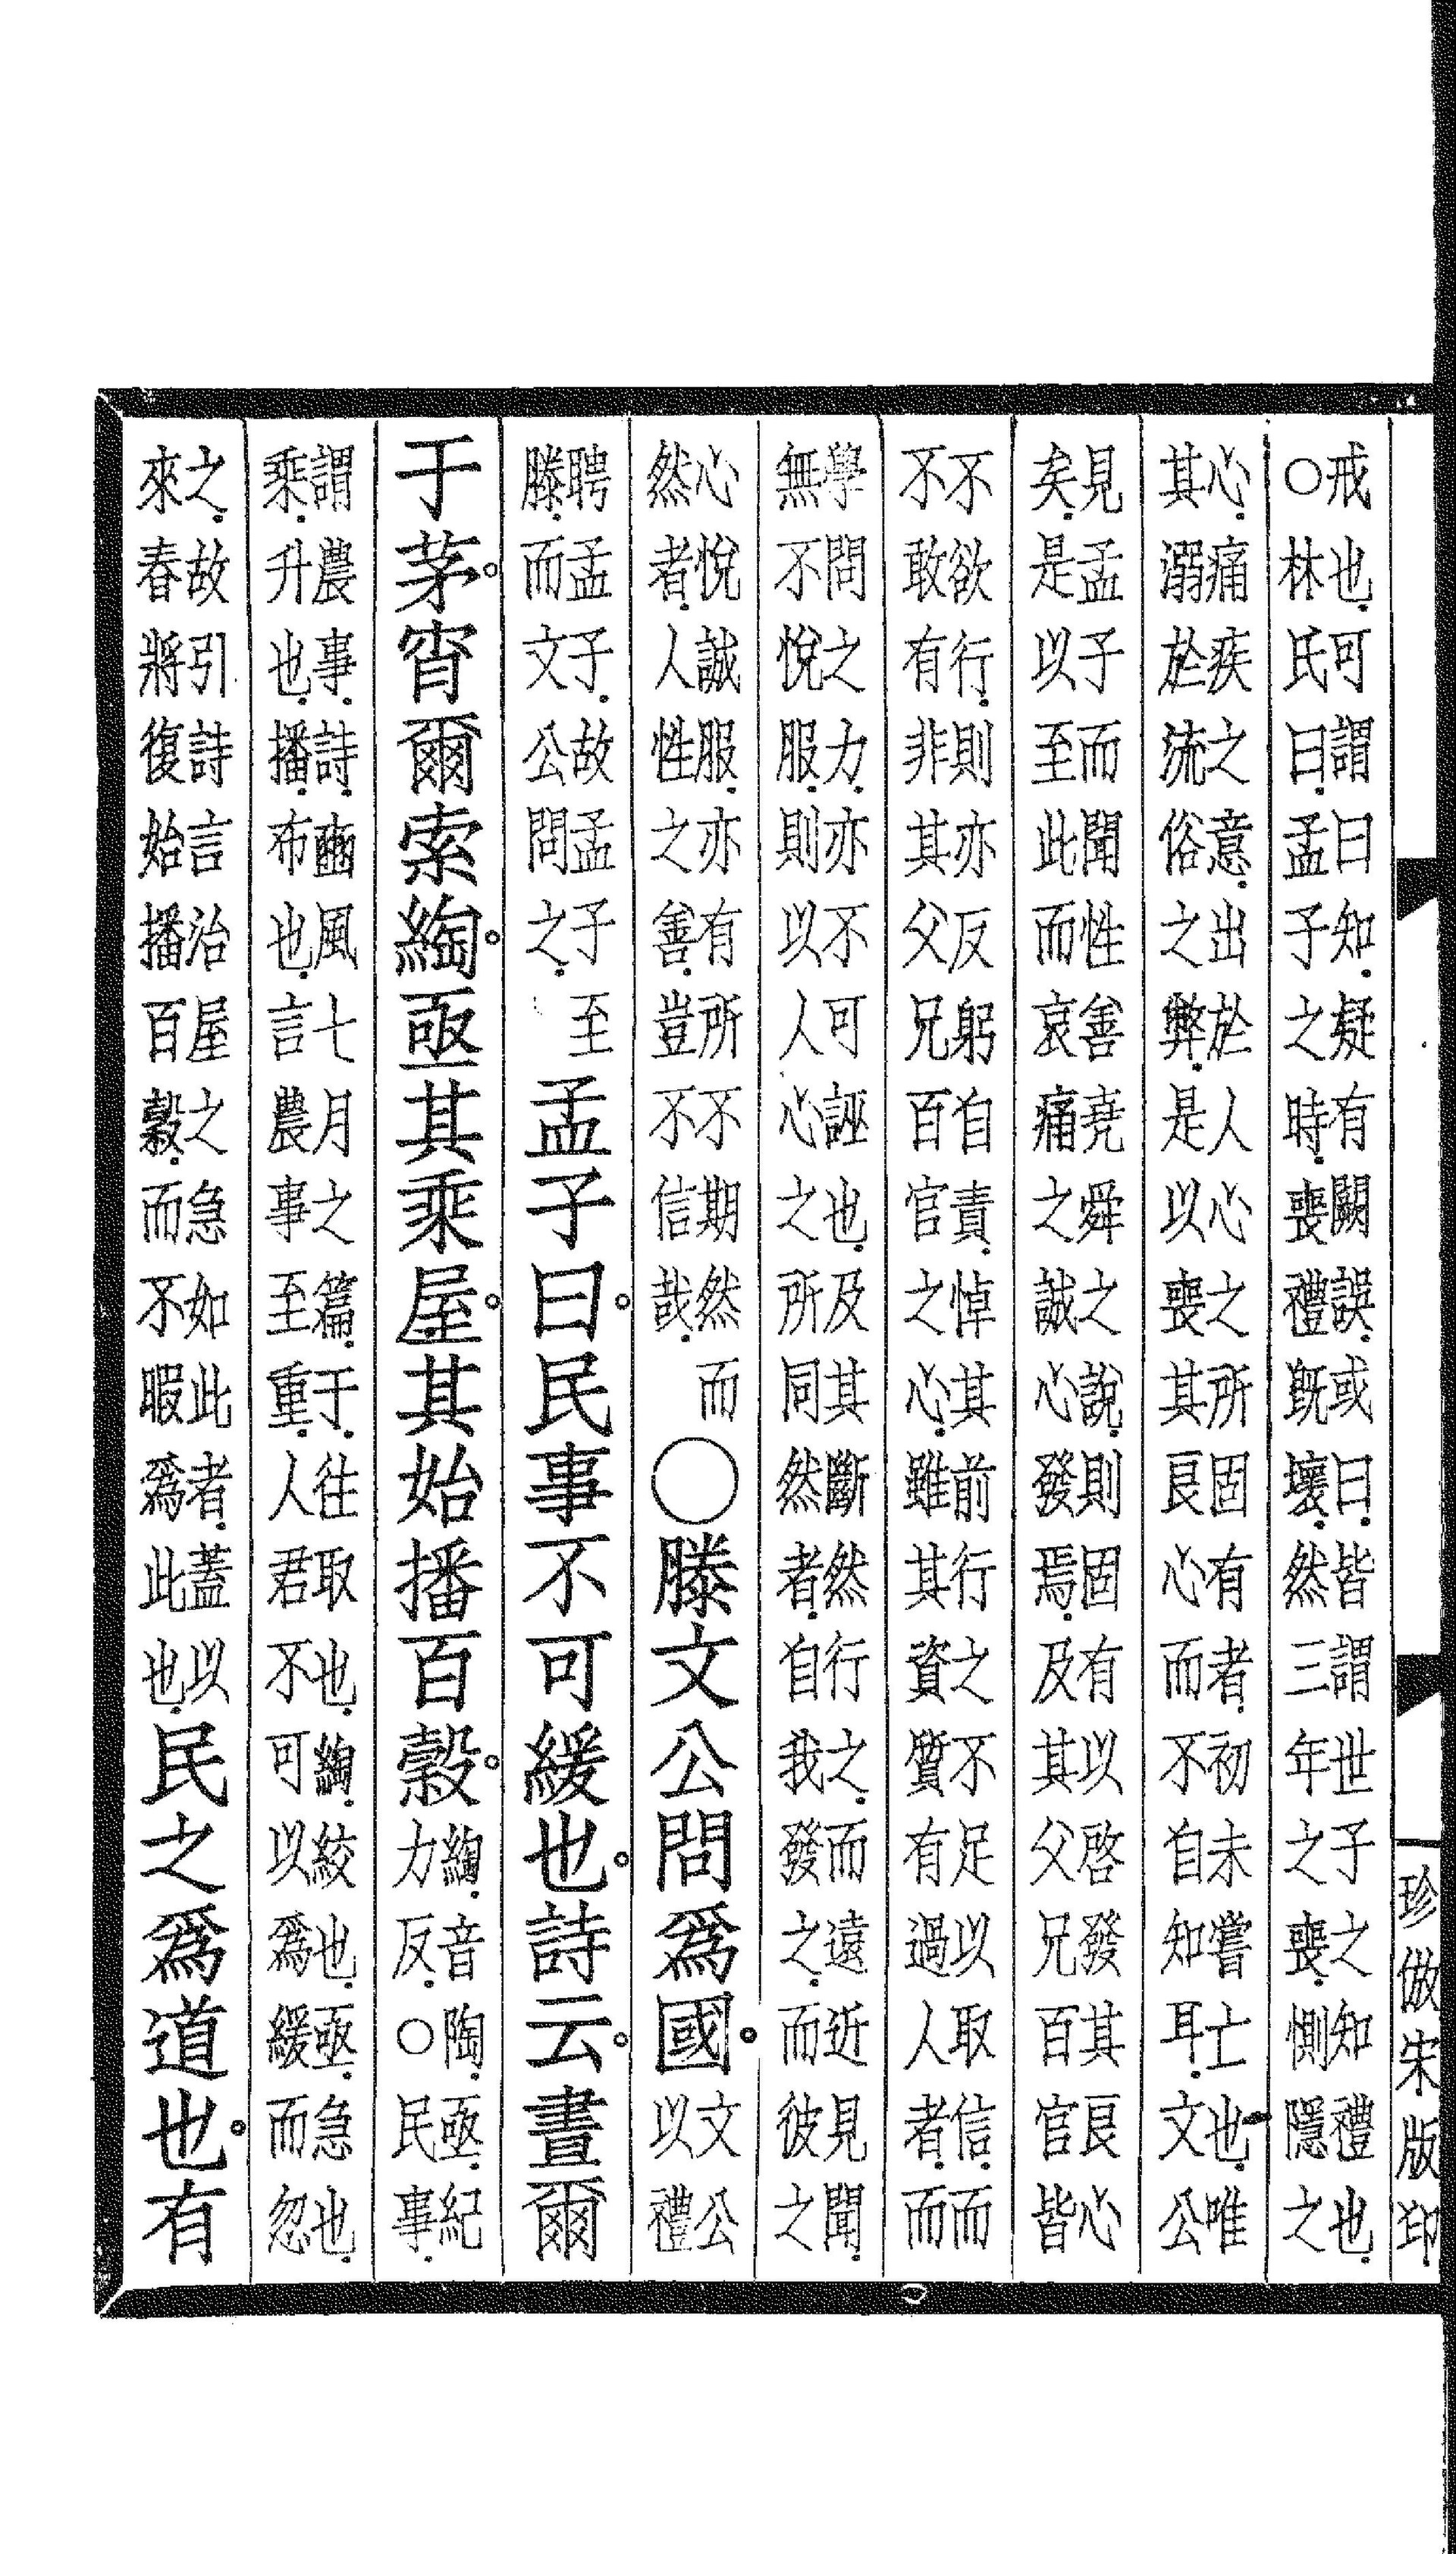 珍倣宋版印
戒也。可謂曰知。疑有闕誤。或曰。皆謂世子之知禮也。
○林氏曰。孟子之時。喪禮既壞。然三年之喪。惻隱之
心。痛疾之意。出於人心之所固有者。初未嘗亡也。唯
其溺於流俗之弊。是以喪其良心而不自知耳。文公
見孟子而聞性善堯舜之說。則固有以啓發其良心
矣。是以至此而哀痛之誠心發焉。及其父兄百官皆
不欲行。則亦反躬自責。悼其前行之不足以取信。而
不敢有非其父兄百官之心。雖其資質有過人者。而
學問之力。亦不可誣也。及其斷然行之。而遠近見聞。
無不悅服。則以人心之所同然者。自我發之。而彼之
心悅誠服。亦有所不期然而
然者。人性之善。豈不信哉。
○滕文公問爲國。
文公
以禮
聘孟子。故孟子至
滕。而文公問之。
孟子曰。民事不可緩也。詩云。晝爾
于茅。宵爾索綯。亟其乘屋。其始播百穀。
綯。音陶。亟。紀
力反。○民事。
謂農事。詩。豳風七月之篇。于。往取也。綯。絞也。亟。急也。
乘。升也。播。布也。言農事至重。人君不可以爲緩而忽
之。故引詩言治屋之急如此者。蓋以
來春將復始播百穀。而不暇爲此也。
民之爲道也。有